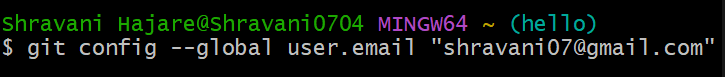 Shravani Hajare@Shravani0704 MINGW64 ~ (hello)
$ git config --global user.email "shravani07@gmail.com"